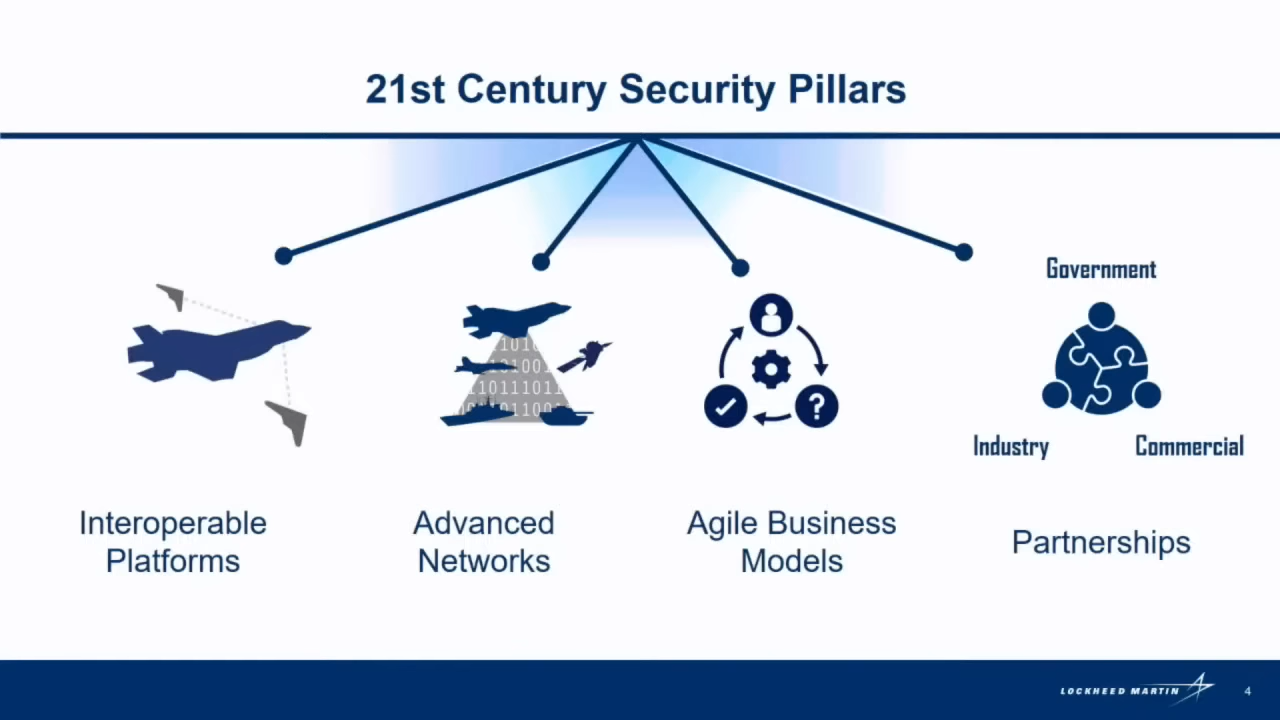 21st Century Security Pillars
Government
Industry
Commercial
Interoperable
Platforms
Advanced
Networks
Agile Business
Models
Partnerships
?
LOCKHEED MARTIN
4